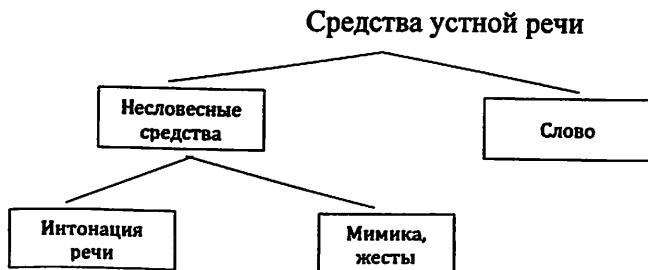 Средства устной речи
Несловесные
средства
Слово
Интонация
речи
Мимика,
жесты